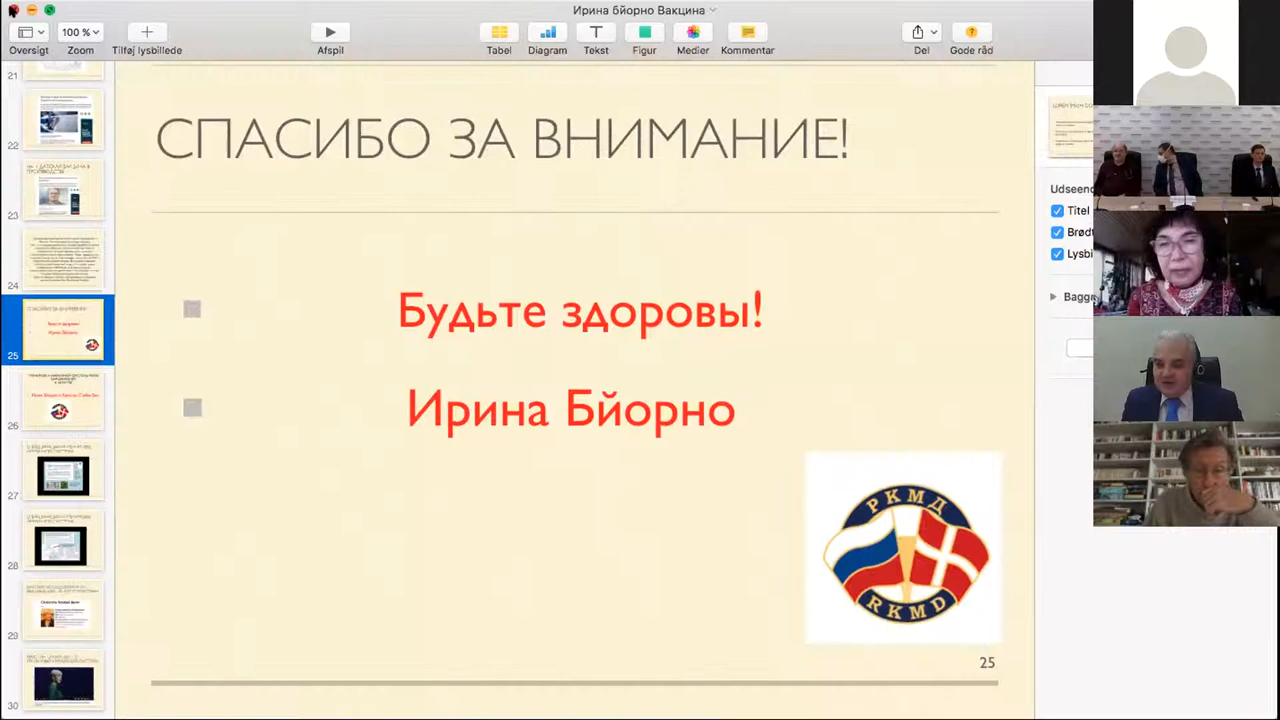 Ирина бйорно Вакцина
100 %
Oversigt
Zoom
Tilføj lysbillede
Afspil
Tabel
Diagram
Tekst
Figur
Medier
Kommentar
Del
Gode råd
21
22
23
24
25
26
27
28
29
30
СПАСИБО ЗА ВНИМАНИЕ!
Будьте здоровы!
Ирина Бйорно
РКМД
RKMD
25
Udseend
Titel
Brødt
Lysbi
Bagg